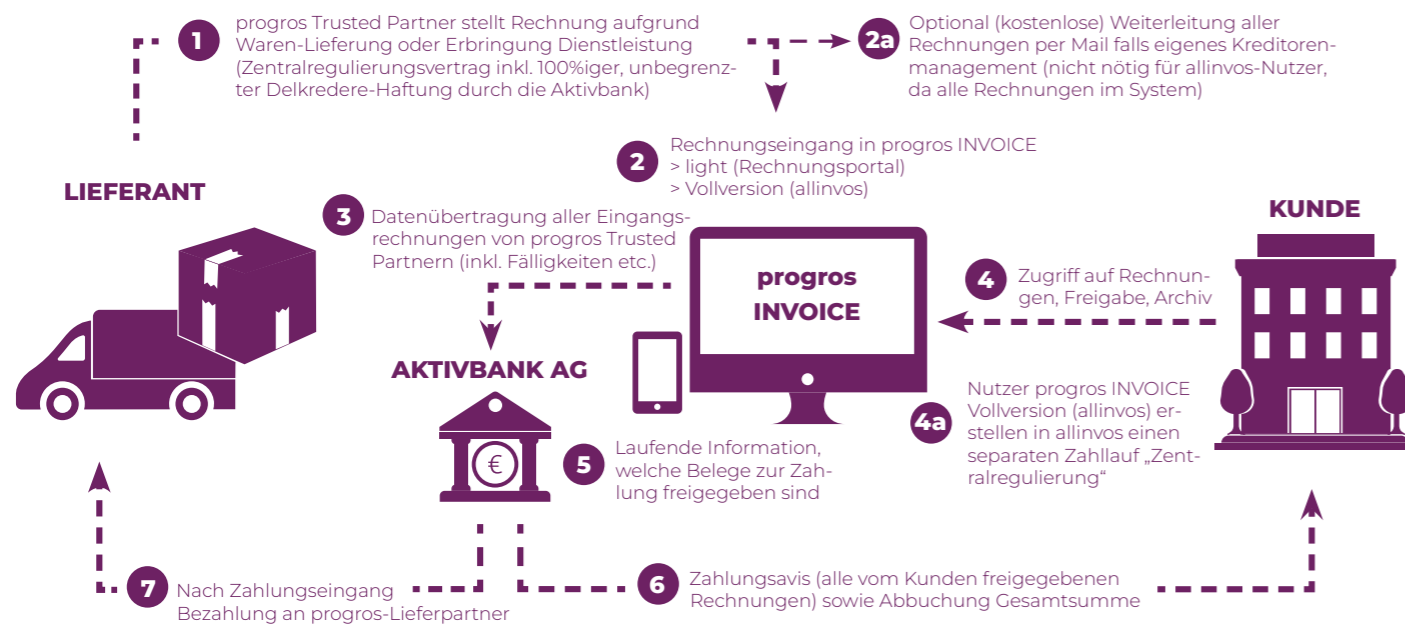 1
progros Trusted Partner stellt Rechnung aufgrund
Waren-Lieferung oder Erbringung Dienstleistung
(Zentralregulierungsvertrag inkl. 100%iger, unbegrenz-
ter Delkredere-Haftung durch die Aktivbank)
2a
Optional (kostenlose) Weiterleitung aller
Rechnungen per Mail falls eigenes Kreditoren-
management (nicht nötig für allinvos-Nutzer,
da alle Rechnungen im System)
2
Rechnungseingang in progros INVOICE
> light (Rechnungsportal)
> Vollversion (allinvos)
LIEFERANT
3
Datenübertragung aller Eingangs-
rechnungen von progros Trusted
Partnern (inkl. Fälligkeiten etc.)
KUNDE
progros
INVOICE
4
Zugriff auf Rechnun-
gen, Freigabe, Archiv
AKTIVBANK AG
€
4a
Nutzer progros INVOICE
Vollversion (allinvos) er-
stellen in allinvos einen
separaten Zahllauf „Zent-
ralregulierung“
5
Laufende Information,
welche Belege zur Zah-
lung freigegeben sind
6
Zahlungsavis (alle vom Kunden freigegebenen
Rechnungen) sowie Abbuchung Gesamtsumme
7
Nach Zahlungseingang
Bezahlung an progros-Lieferpartner